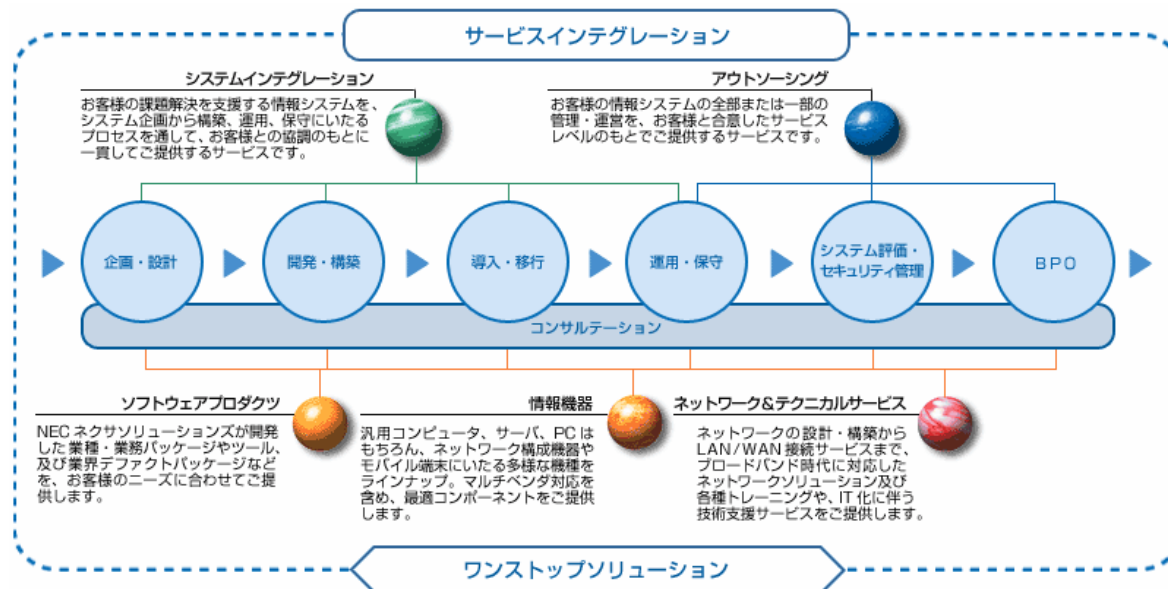 サービスインテグレーション
システムインテグレーション
お客様の課題解決を支援する情報システムを、
システム企画から構築、運用、保守にいたる
プロセスを通して、お客様との協調のもとに
一貫してご提供するサービスです。
アウトソーシング
お客様の情報システムの全部または一部の
管理・運営を、お客様と合意したサービス
レベルのもとでご提供するサービスです。
企画・設計
開発・構築
導入・移行
運用・保守
システム評価・
セキュリティ管理
BPO
コンサルテーション
ソフトウェアプロダクツ
NECネクサソリューションズが開発
した業種・業務パッケージやツール、
及び業界デファクトパッケージなど
を、お客様のニーズに合わせてご提
供します。
情報機器
汎用コンピュータ、サーバ、PCは
もちろん、ネットワーク構成機器や
モバイル端末にいたる多様な機種を
ラインナップ。マルチベンダ対応を
含め、最適コンポーネントをご提供
します。
ネットワーク&テクニカルサービス
ネットワークの設計・構築から
LAN/WAN接続サービスまで、
ブロードバンド時代に対応した
ネットワークソリューション及び
各種トレーニングや、IT化に伴う
技術支援サービスをご提供します。
ワンストップソリューション